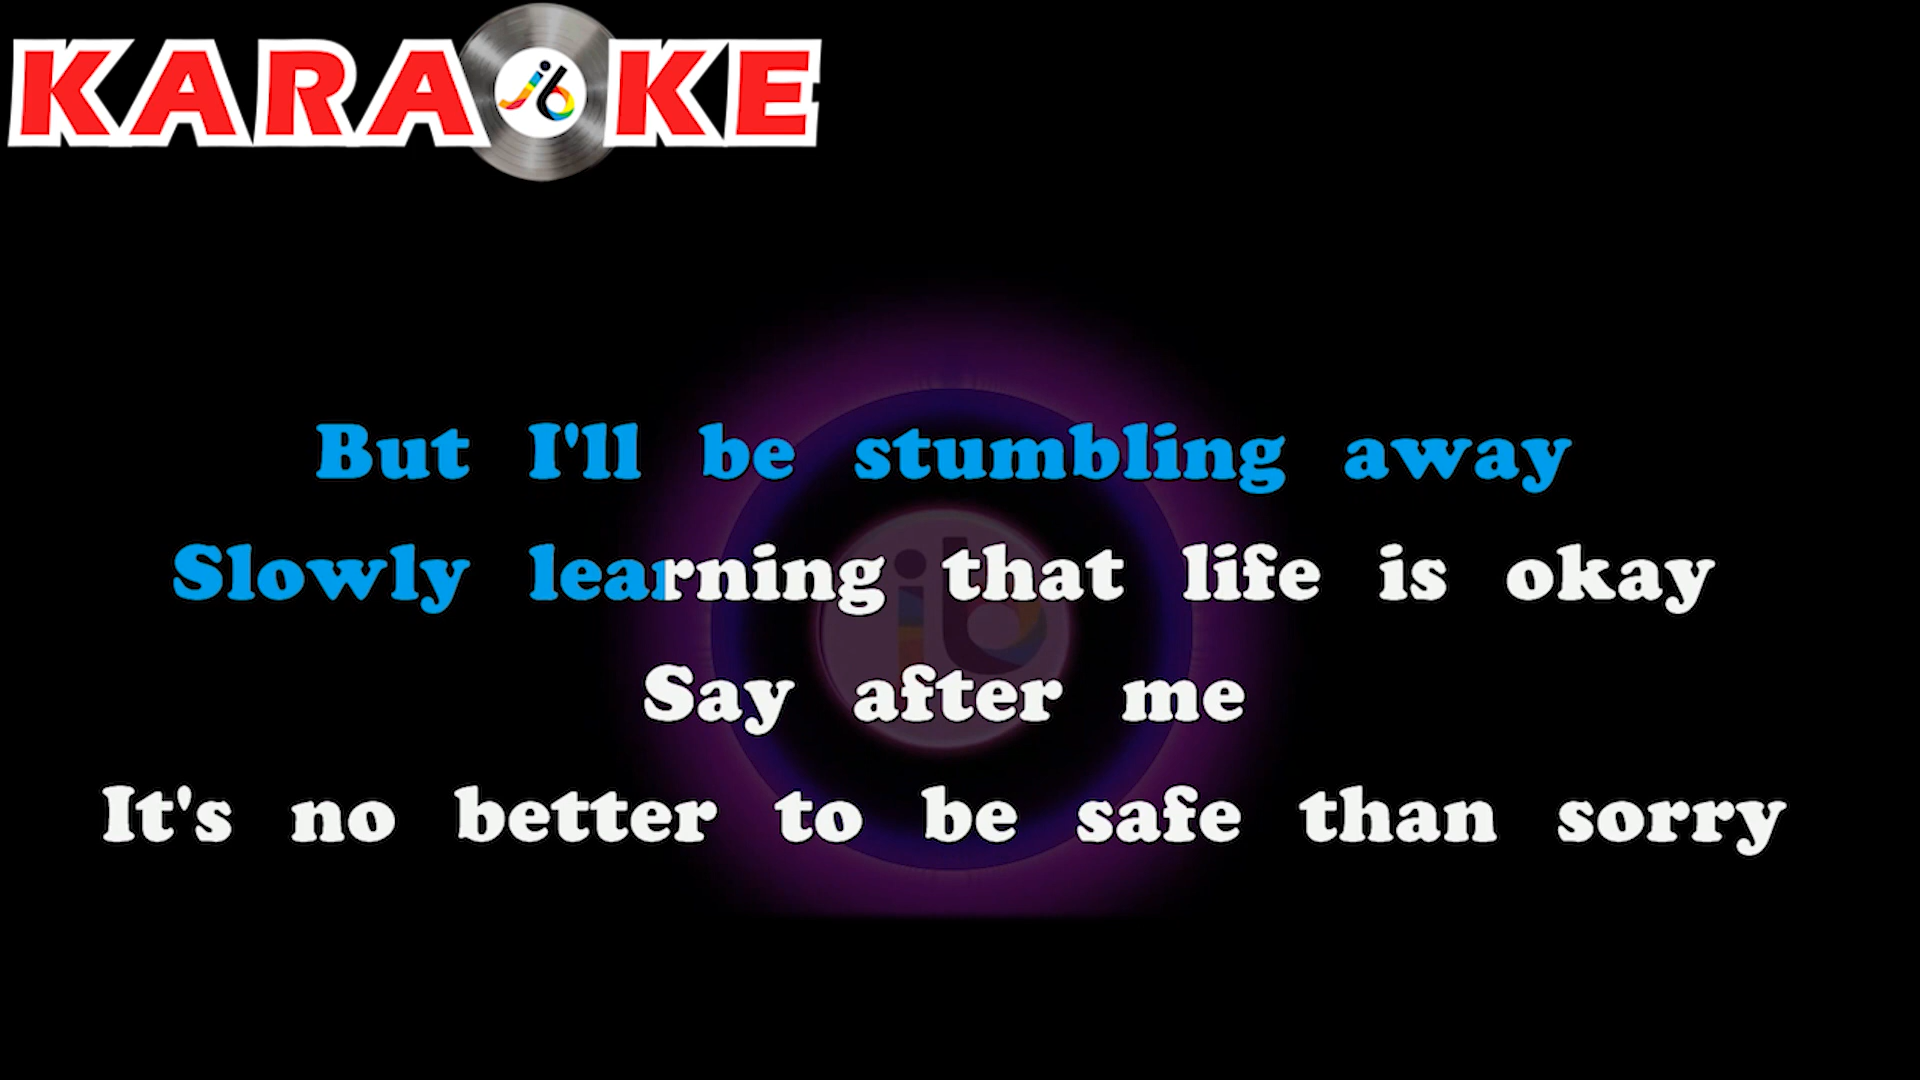 KARAOKE
jb
But I'll be stumbling away
Slowly learning that life is okay
Say after me
It's no better to be safe than sorry